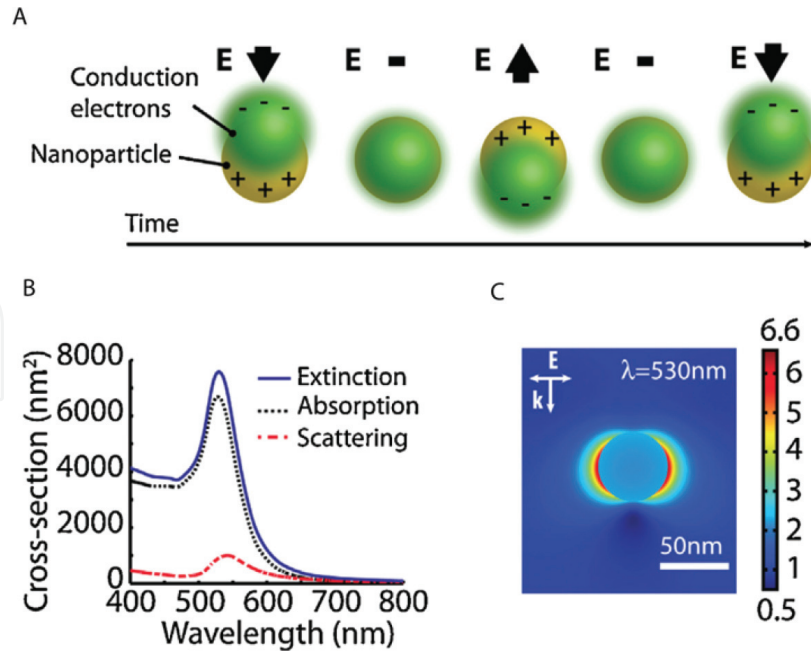 A
E E - E E - E
Conduction
electrons
- - -
- - -
Nanoparticle
+ + +
+ + +
- - -
+ + +
Time
B
8000
6000
4000
2000
0
Cross-section (nm²)
Extinction
Absorption
Scattering
400 500 600 700 800
Wavelength (nm)
C
E
k
λ=530nm
50nm
6.6
6
5
4
3
2
1
0.5